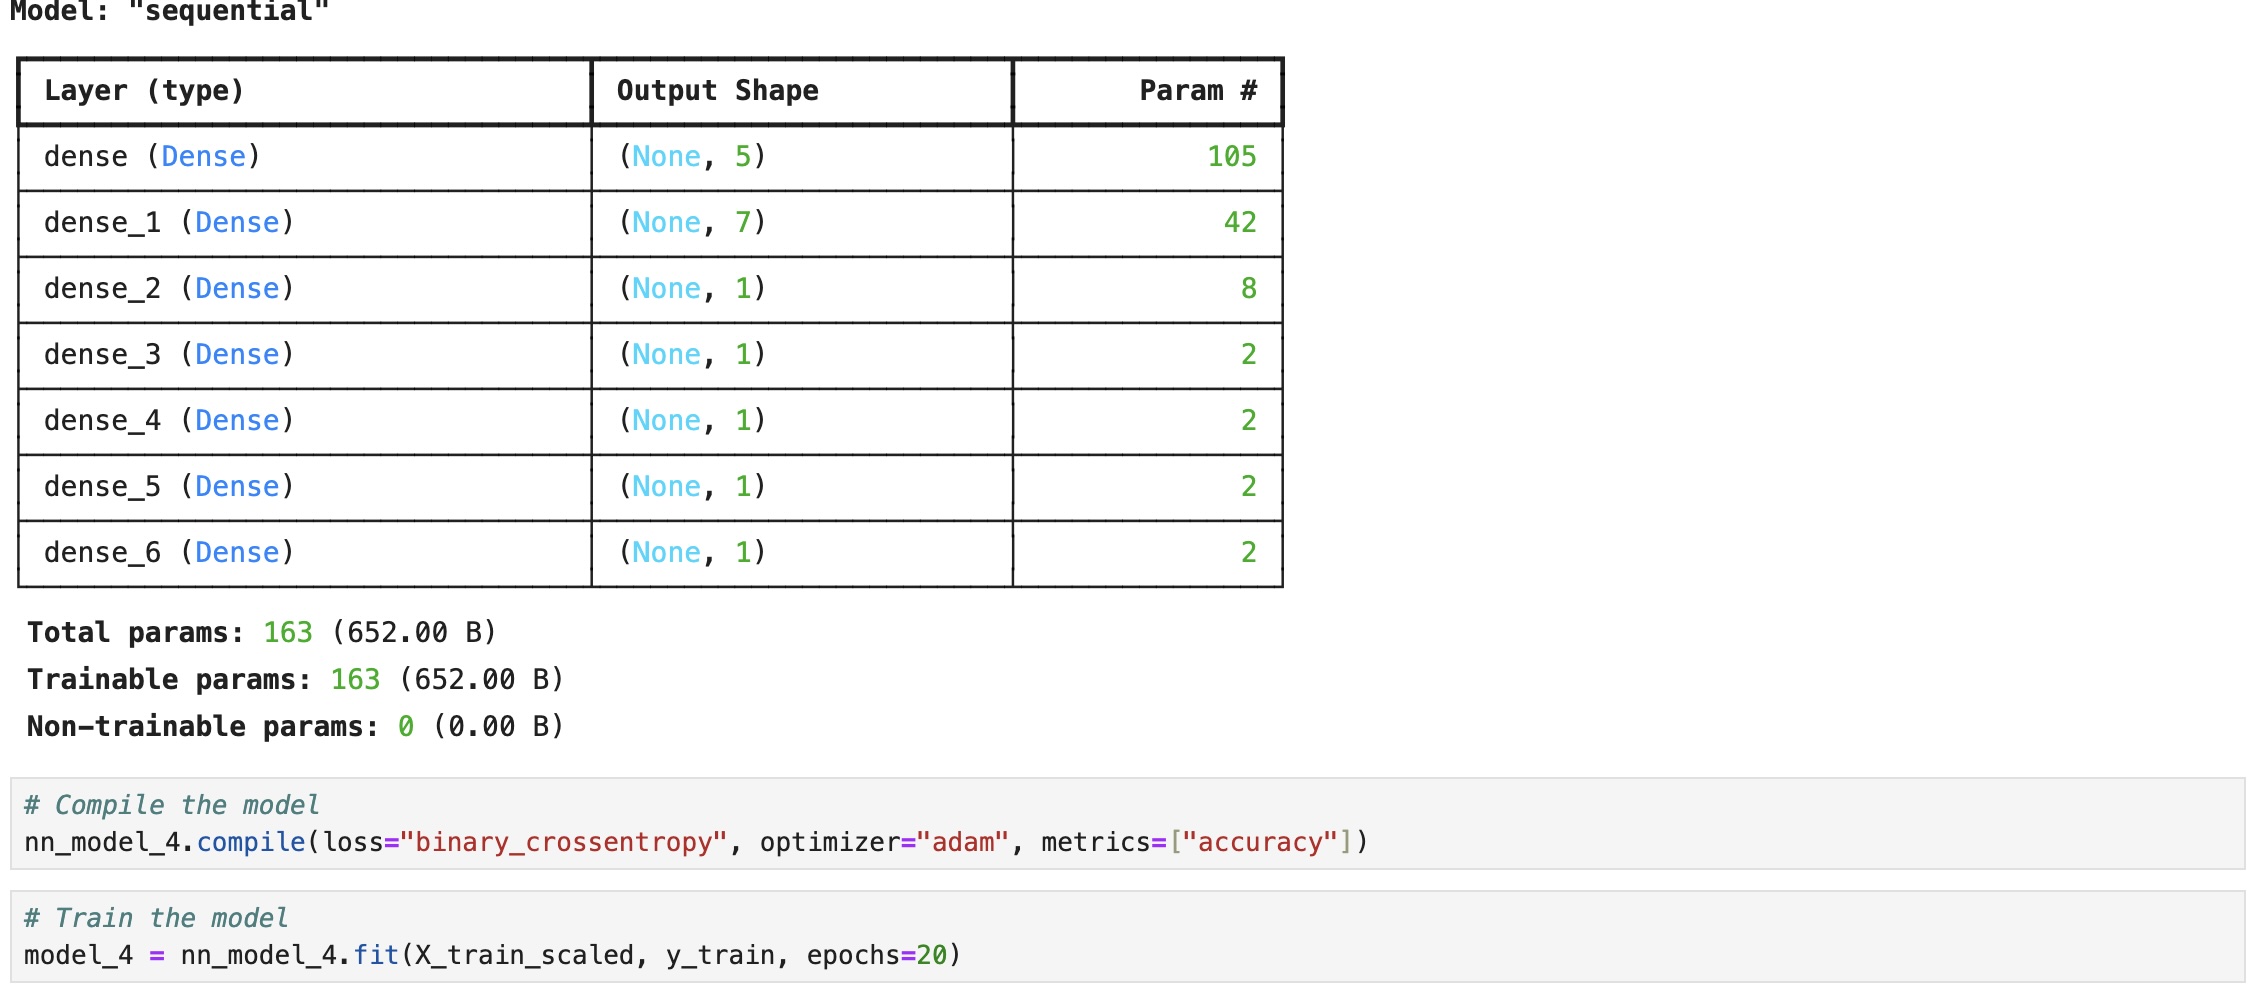 Model: "sequential"
Layer (type) Output Shape Param #
dense (Dense) (None, 5) 105
dense_1 (Dense) (None, 7) 42
dense_2 (Dense) (None, 1) 8
dense_3 (Dense) (None, 1) 2
dense_4 (Dense) (None, 1) 2
dense_5 (Dense) (None, 1) 2
dense_6 (Dense) (None, 1) 2
Total params: 163 (652.00 B)
Trainable params: 163 (652.00 B)
Non-trainable params: 0 (0.00 B)
# Compile the model
nn_model_4.compile(loss="binary_crossentropy", optimizer="adam", metrics=["accuracy"])
# Train the model
model_4 = nn_model_4.fit(X_train_scaled, y_train, epochs=20)